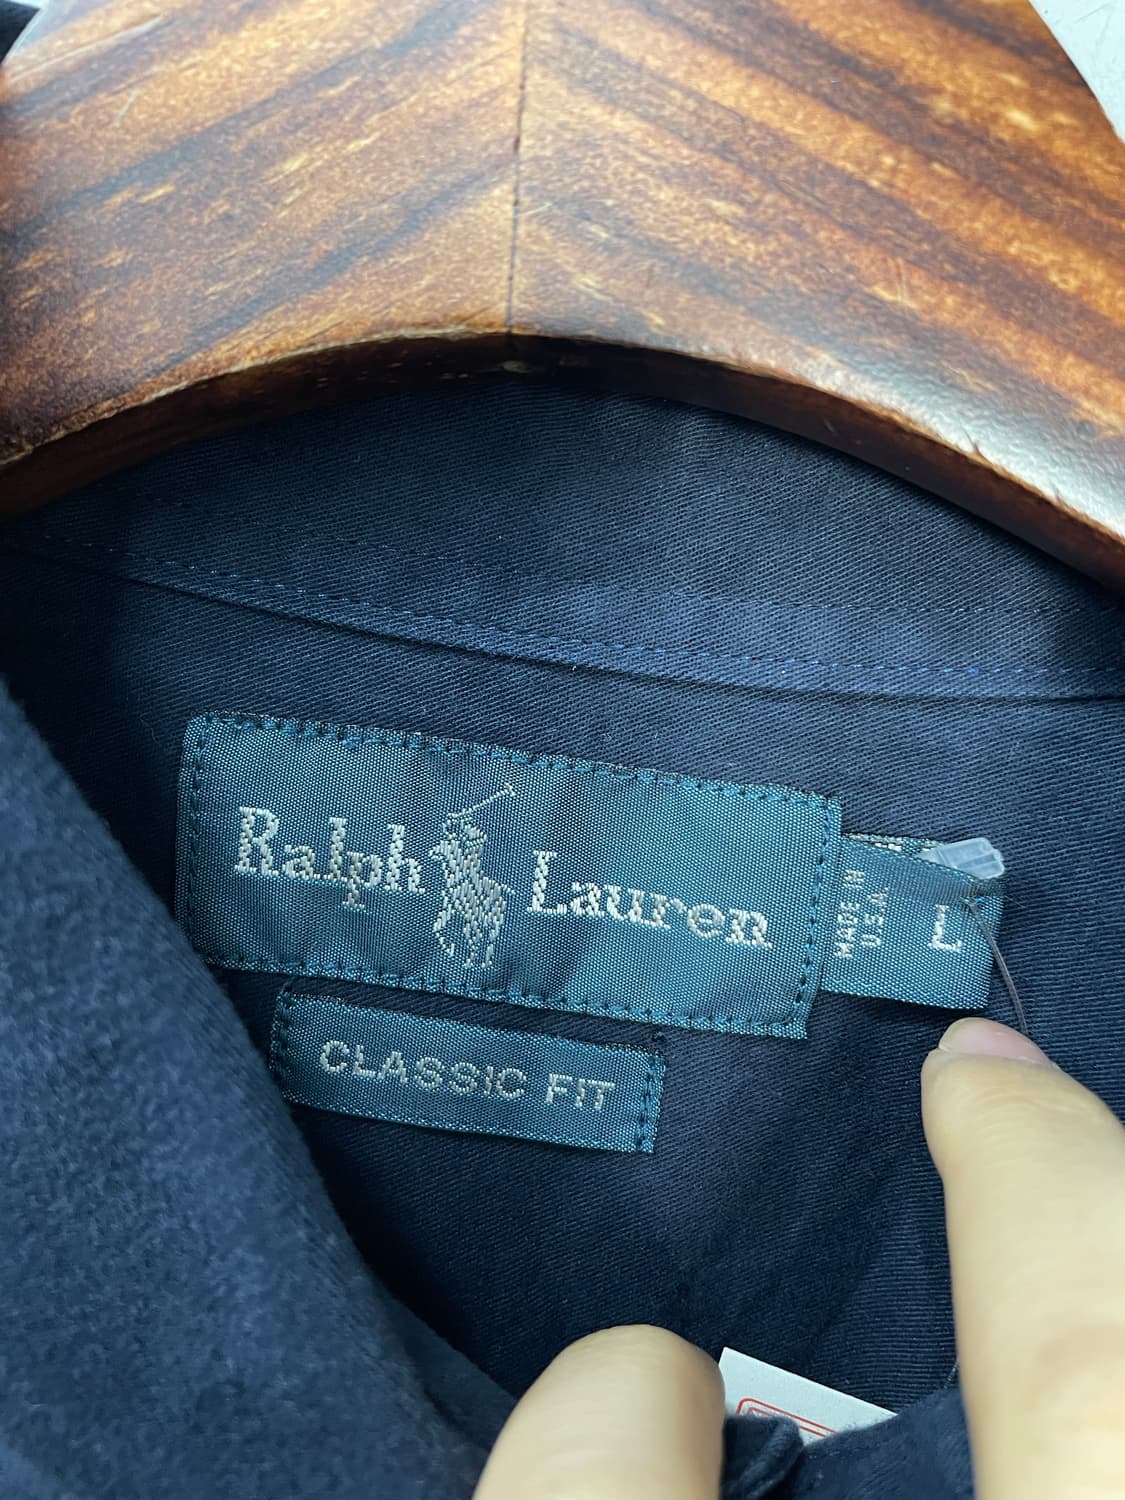 Ralph Lauren
MADE IN
U.S.A.
L
CLASSIC FIT